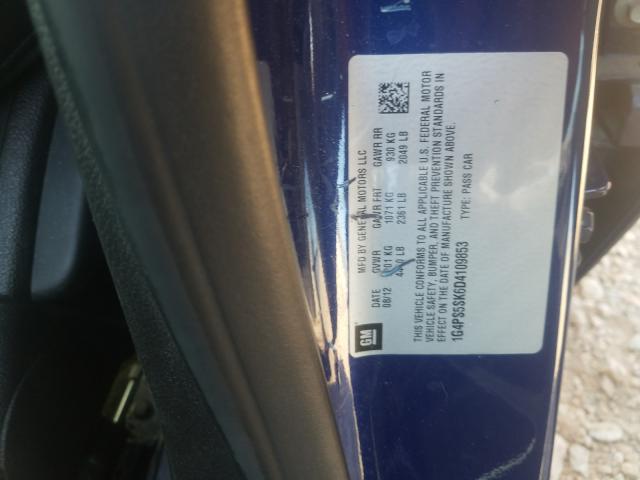 GM
MFD BY GENERAL MOTORS LLC
DATE GVWR GAWR FRT GAWR RR
08/12 KG 1071 KG 930 KG
LB 2361 LB 2049 LB
THIS VEHICLE CONFORMS TO ALL APPLICABLE U.S. FEDERAL MOTOR
VEHICLE SAFETY, BUMPER, AND THEFT PREVENTION STANDARDS IN
EFFECT ON THE DATE OF MANUFACTURE SHOWN ABOVE.
1G4PS5SK6D4109853 TYPE: PASS CAR